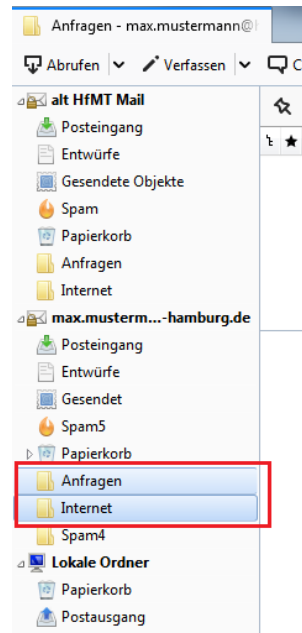 Anfragen - max.mustermann@
Abrufen Verfassen C
alt HfMT Mail
Posteingang
Entwürfe
Gesendete Objekte
Spam
Papierkorb
Anfragen
Internet
max.musterm...-hamburg.de
Posteingang
Entwürfe
Gesendet
Spam5
Papierkorb
Anfragen
Internet
Spam4
Lokale Ordner
Papierkorb
Postausgang